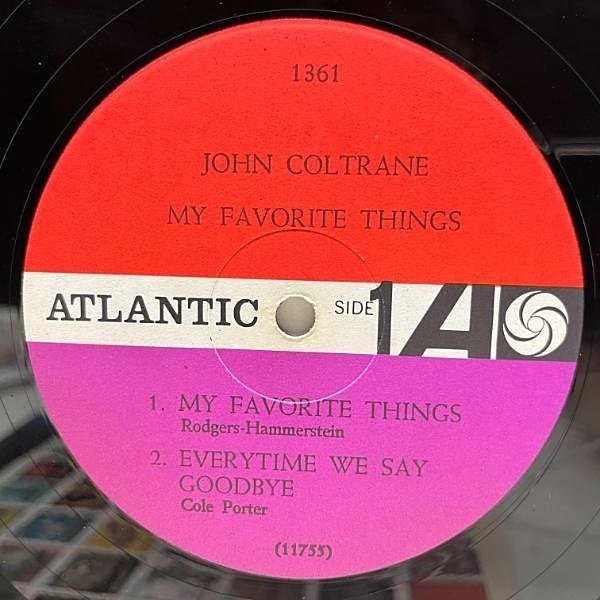 1361
JOHN COLTRANE
MY FAVORITE THINGS
ATLANTIC SIDE 1 A
1. MY FAVORITE THINGS
Rodgers-Hammerstein
2. EVERYTIME WE SAY
GOODBYE
Cole Porter
(11755)